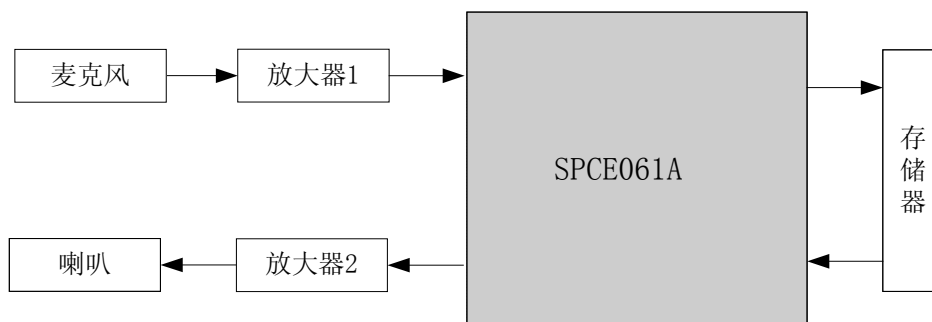 麦克风
放大器1
SPCE061A
存储器
喇叭
放大器2